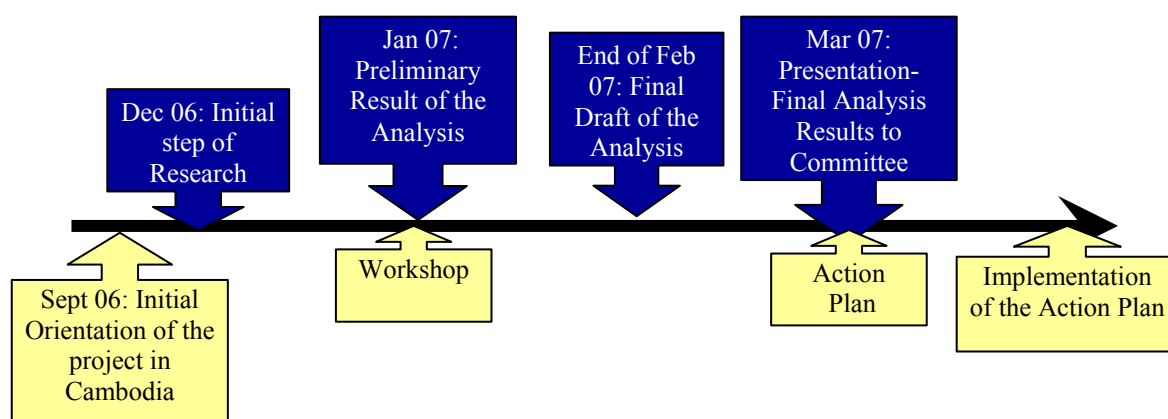 Dec 06: Initial
step of
Research
Jan 07:
Preliminary
Result of the
Analysis
End of Feb
07: Final
Draft of the
Analysis
Mar 07:
Presentation-
Final Analysis
Results to
Committee
Sept 06: Initial
Orientation of the
project in
Cambodia
Workshop
Action
Plan
Implementation
of the Action Plan